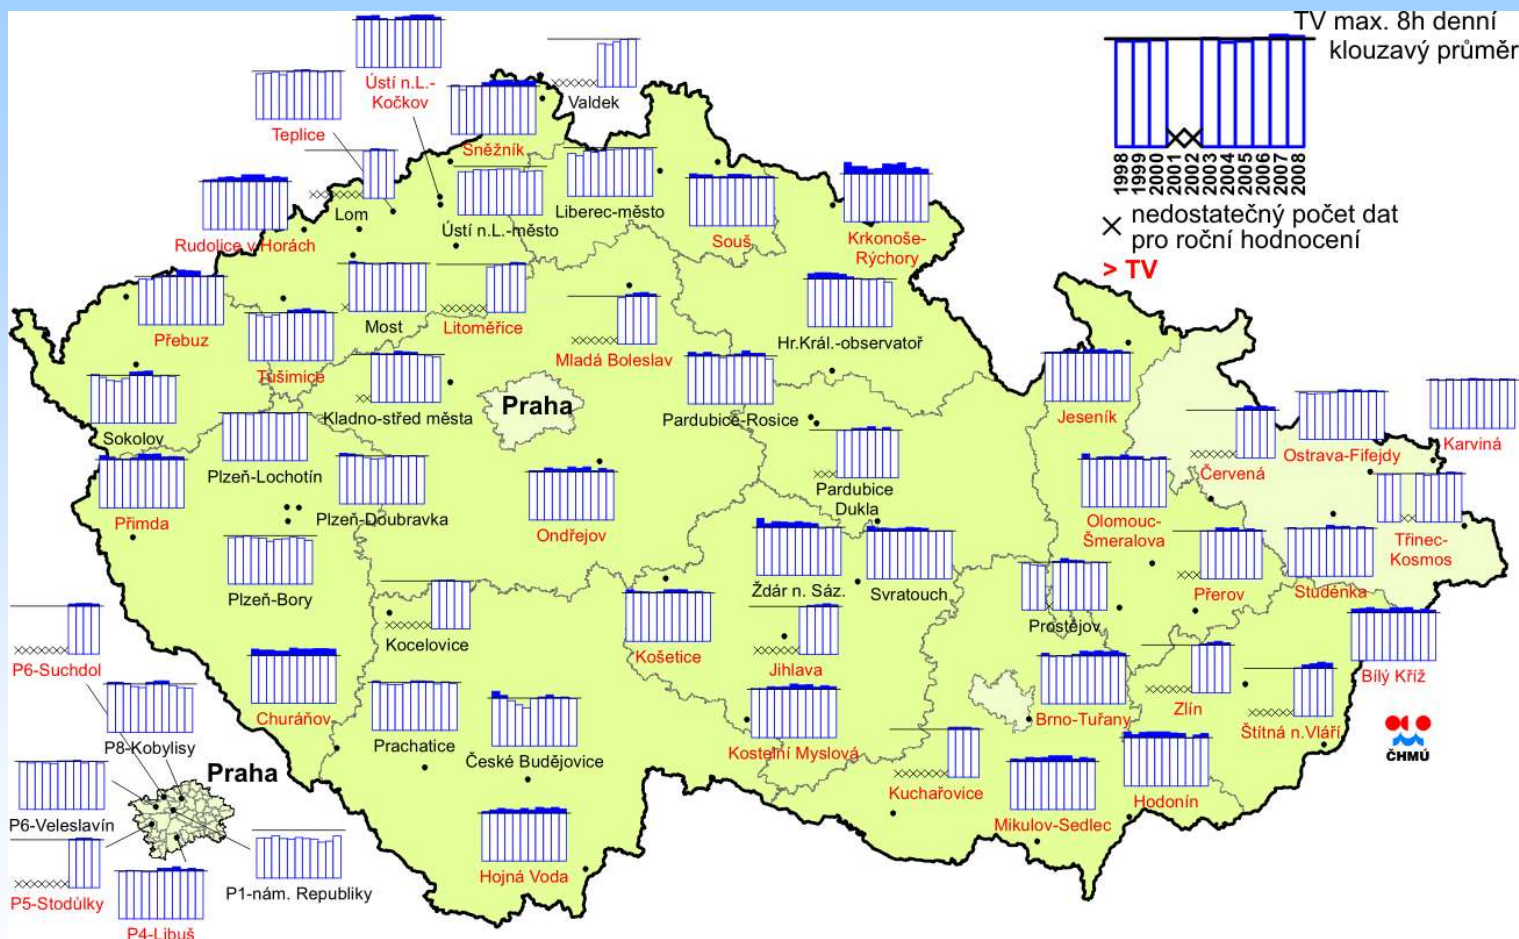 TV max. 8h denní
klouzavý průměr
1998
1999
2000
2001
2002
2003
2004
2005
2006
2007
2008
× nedostatečný počet dat
pro roční hodnocení
> TV
Ústí n.L.-
Kočkov
Valdek
Teplice
Sněžník
Lom
Ústí n.L.-město
Liberec-město
Souš
Krkonoše-
Rýchory
Rudolice v Horách
Přebuz
Tušimice
Most
Litoměřice
Mladá Boleslav
Hr.Král.-observatoř
Sokolov
Kladno-střed města
Praha
Pardubice-Rosice
Jeseník
Karviná
Ostrava-Fifejdy
Červená
Plzeň-Lochotín
Přimda
Plzeň-Doubravka
Ondřejov
Pardubice
Dukla
Olomouc-
Šmeralova
Třinec-
Kosmos
Plzeň-Bory
Ždár n. Sáz.
Svratouch
Prostějov
Přerov
Studénka
Kocelovice
Košetice
Jihlava
Bílý Kříž
P6-Suchdol
Churáňov
Prachatice
České Budějovice
Kostelní Myslová
Brno-Tuřany
Zlín
Štítná n.Vláří
ČHMÚ
P8-Kobylisy
Praha
Kuchařovice
Mikulov-Sedlec
Hodonín
P6-Veleslavín
P1-nám. Republiky
Hojná Voda
P5-Stodůlky
P4-Libuš